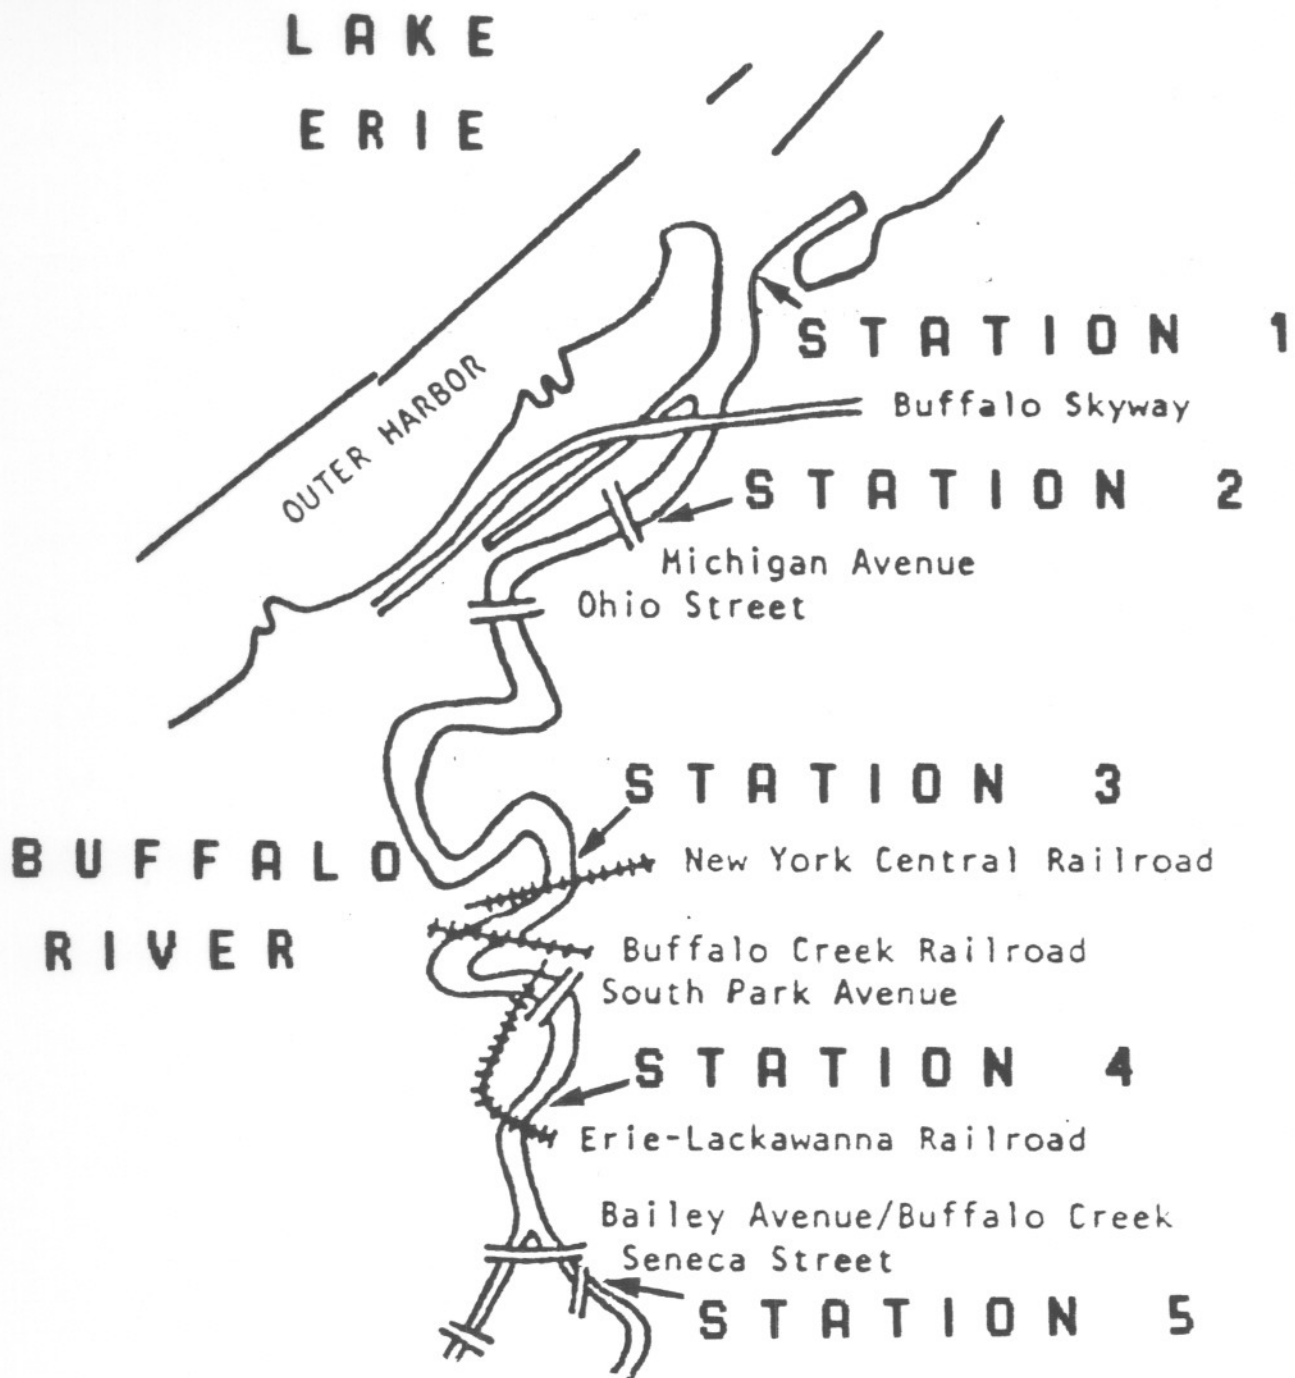 LAKE
ERIE
STATION 1
OUTER HARBOR
Buffalo Skyway
STATION 2
Michigan Avenue
Ohio Street
STATION 3
BUFFALO
New York Central Railroad
RIVER
Buffalo Creek Railroad
South Park Avenue
STATION 4
Erie-Lackawanna Railroad
Bailey Avenue/Buffalo Creek
Seneca Street
STATION 5